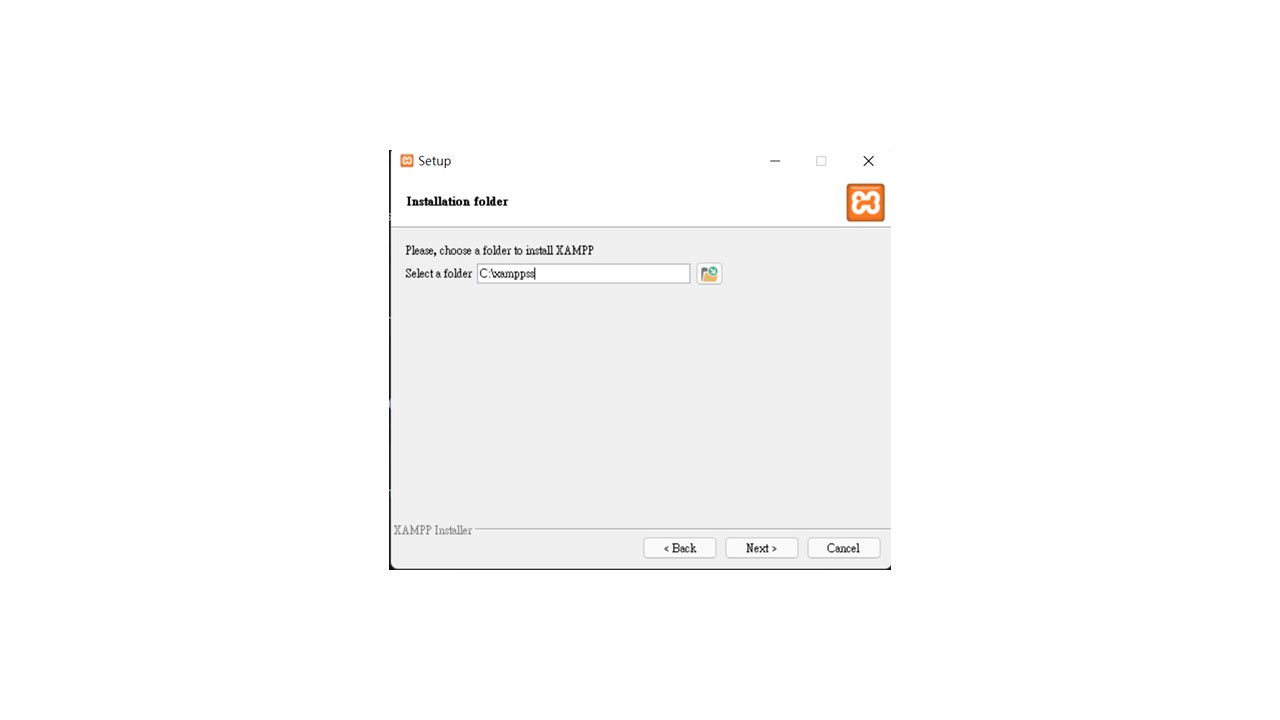 Setup
Installation folder
Please, choose a folder to install XAMPP
Select a folder C:\xamppss
XAMPP Installer
< Back Next > Cancel